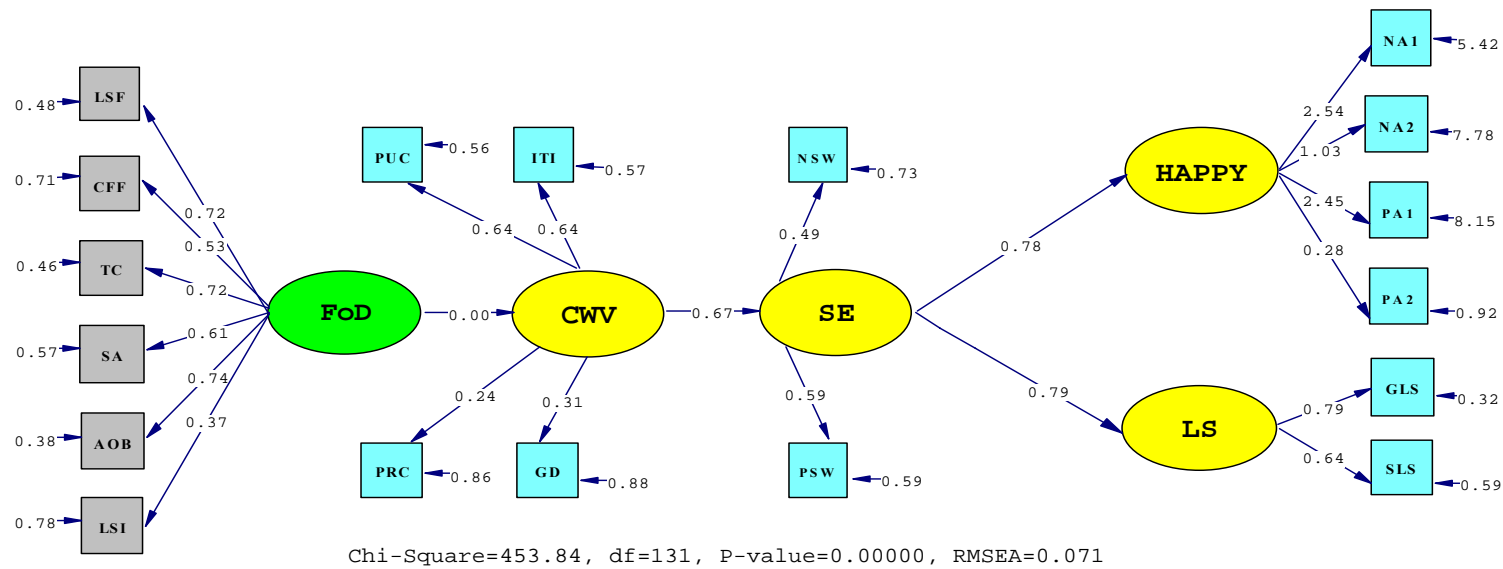 NA1
5.42
LSF
0.48
2.54
NA2
7.78
PUC
0.56
ITI
0.57
NSW
0.73
1.03
HAPPY
CFF
0.71
0.72
2.45
PA1
8.15
0.53
0.64
0.64
0.49
0.78
0.28
TC
0.46
0.72
PA2
0.92
FoD
0.00
CWV
0.67
SE
0.61
SA
0.57
0.74
0.24
0.31
0.59
0.79
GLS
0.32
0.79
0.37
LS
AOB
0.38
0.64
PRC
0.86
GD
0.88
PSW
0.59
SLS
0.59
LSI
0.78
Chi-Square=453.84, df=131, P-value=0.00000, RMSEA=0.071